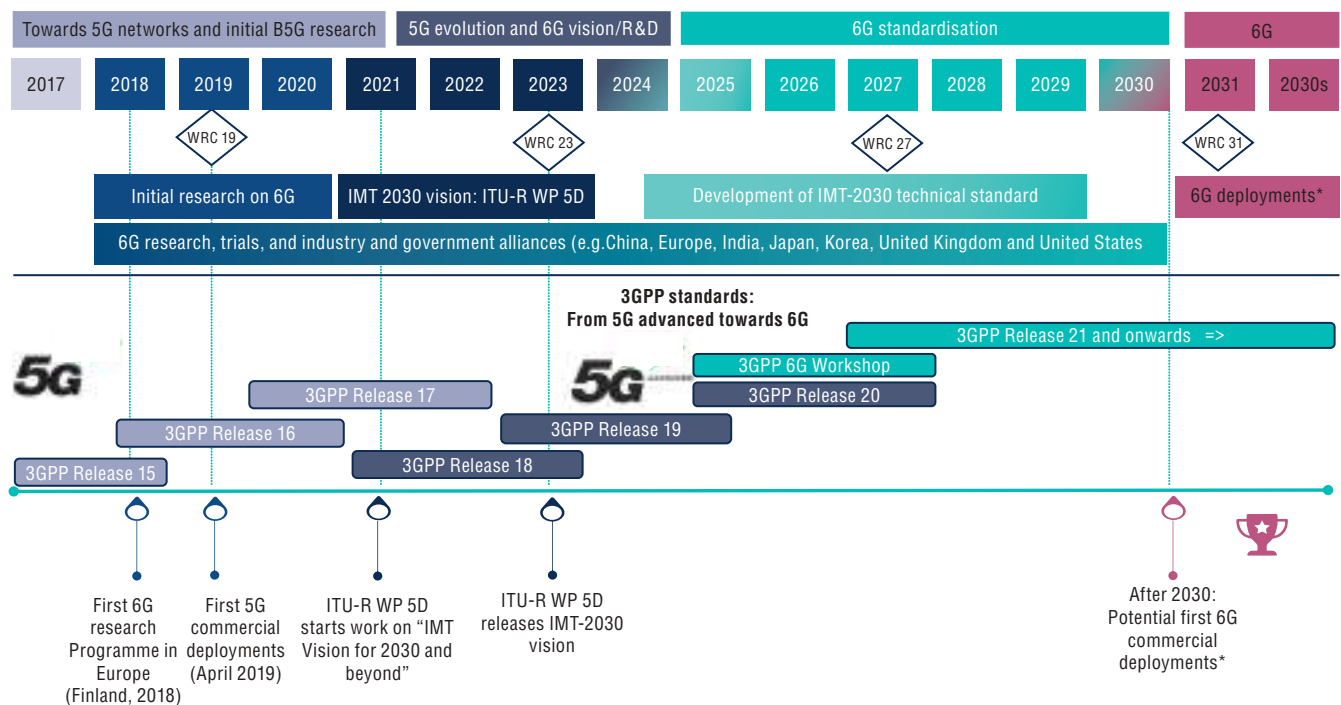 Towards 5G networks and initial B5G research
5G evolution and 6G vision/R&D
6G standardisation
6G
2017
2018
2019
2020
2021
2022
2023
2024
2025
2026
2027
2028
2029
2030
2031
2030s
WRC 19
WRC 23
WRC 27
WRC 31
Initial research on 6G
IMT 2030 vision: ITU-R WP 5D
Development of IMT-2030 technical standard
6G deployments*
6G research, trials, and industry and government alliances (e.g.China, Europe, India, Japan, Korea, United Kingdom and United States
3GPP standards:
From 5G advanced towards 6G
3GPP Release 21 and onwards =>
5G
5G
3GPP 6G Workshop
3GPP Release 17
3GPP Release 20
3GPP Release 16
3GPP Release 19
3GPP Release 15
3GPP Release 18
First 6G
research
Programme in
Europe
(Finland, 2018)
First 5G
commercial
deployments
(April 2019)
ITU-R WP 5D
starts work on “IMT
Vision for 2030 and
beyond”
ITU-R WP 5D
releases IMT-2030
vision
After 2030:
Potential first 6G
commercial
deployments*